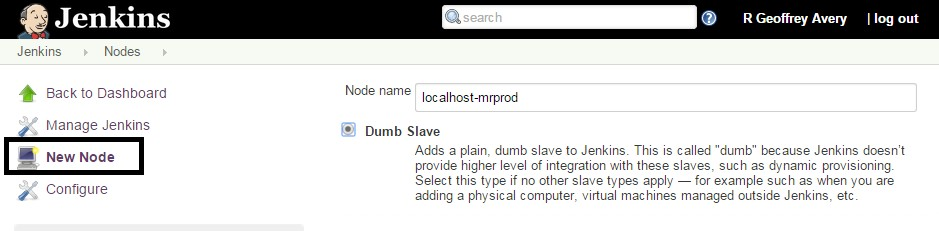 Jenkins
search
?
R Geoffrey Avery
| log out
Jenkins
Nodes
Back to Dashboard
Manage Jenkins
New Node
Configure
Node name
localhost-mrprod
Dumb Slave
Adds a plain, dumb slave to Jenkins. This is called "dumb" because Jenkins doesn't
provide higher level of integration with these slaves, such as dynamic provisioning.
Select this type if no other slave types apply — for example such as when you are
adding a physical computer, virtual machines managed outside Jenkins, etc.